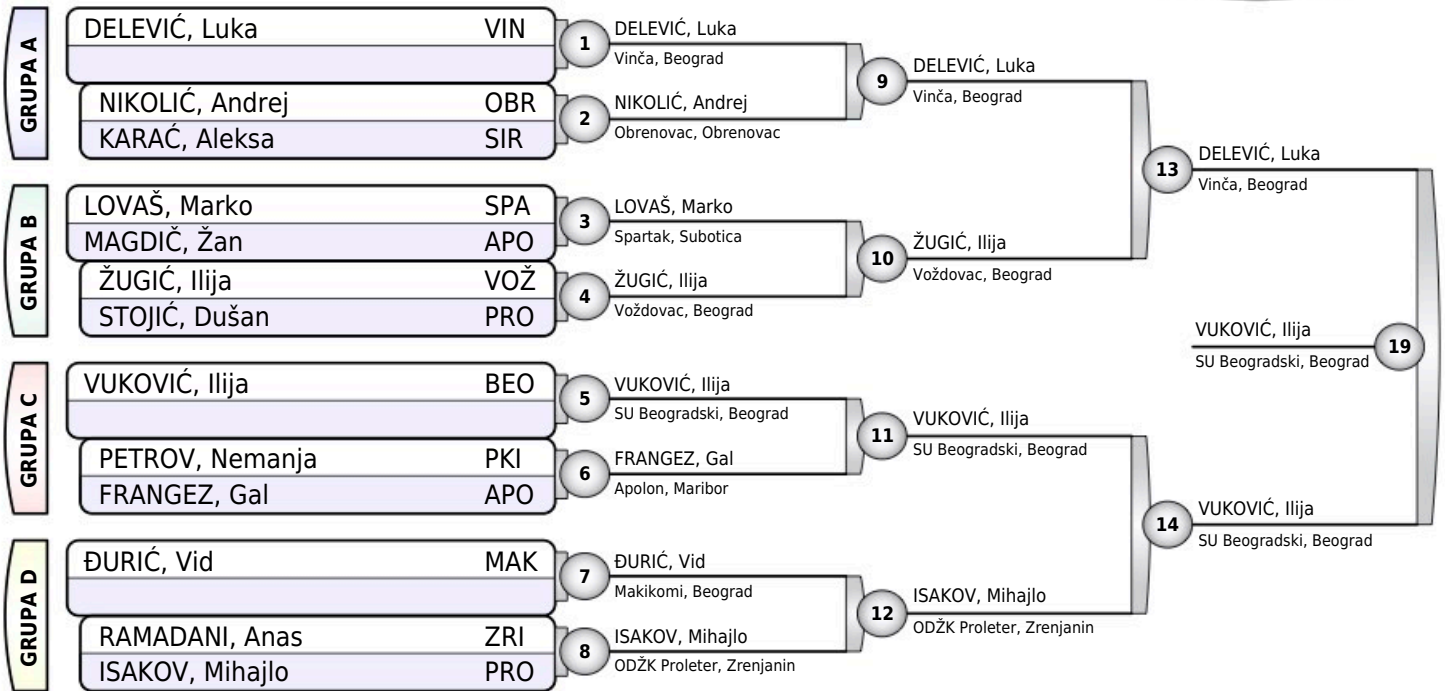 GRUPA A
DELEVIĆ, Luka VIN
NIKOLIĆ, Andrej OBR
KARAĆ, Aleksa SIR
GRUPA B
LOVAŠ, Marko SPA
MAGDIČ, Žan APO
ŽUGIĆ, Ilija VOŽ
STOJIĆ, Dušan PRO
GRUPA C
VUKOVIĆ, Ilija BEO
PETROV, Nemanja PKI
FRANGEZ, Gal APO
GRUPA D
ĐURIĆ, Vid MAK
RAMADANI, Anas ZRI
ISAKOV, Mihajlo PRO
1
DELEVIĆ, Luka
Vinča, Beograd
2
NIKOLIĆ, Andrej
Obrenovac, Obrenovac
3
LOVAŠ, Marko
Spartak, Subotica
4
ŽUGIĆ, Ilija
Voždovac, Beograd
5
VUKOVIĆ, Ilija
SU Beogradski, Beograd
6
FRANGEZ, Gal
Apolon, Maribor
7
ĐURIĆ, Vid
Makikomi, Beograd
8
ISAKOV, Mihajlo
ODŽK Proleter, Zrenjanin
9
DELEVIĆ, Luka
Vinča, Beograd
10
ŽUGIĆ, Ilija
Voždovac, Beograd
11
VUKOVIĆ, Ilija
SU Beogradski, Beograd
12
ISAKOV, Mihajlo
ODŽK Proleter, Zrenjanin
13
DELEVIĆ, Luka
Vinča, Beograd
14
VUKOVIĆ, Ilija
SU Beogradski, Beograd
VUKOVIĆ, Ilija
SU Beogradski, Beograd
19